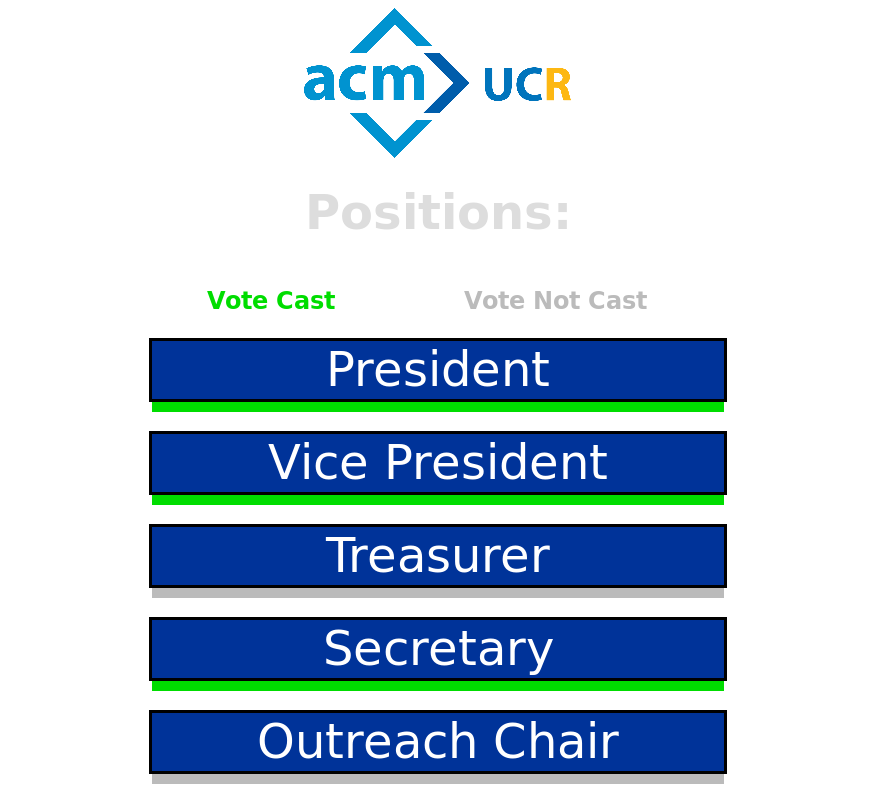 acm UCR
Positions:
Vote Cast Vote Not Cast
President
Vice President
Treasurer
Secretary
Outreach Chair